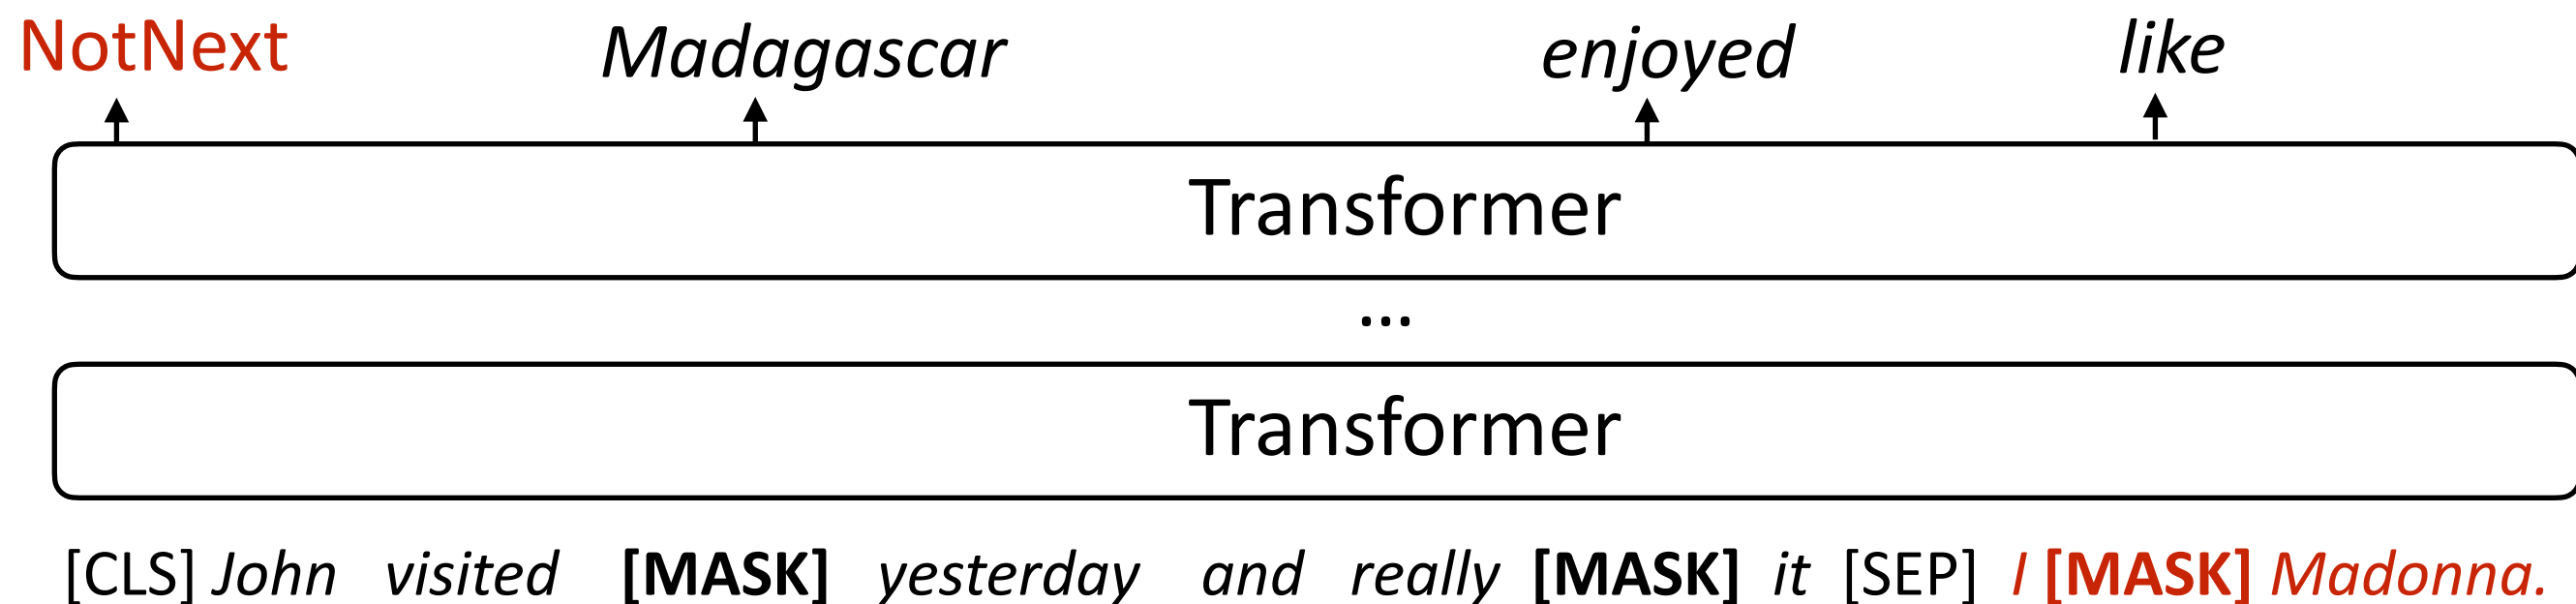 NotNext Madagascar enjoyed like
Transformer
...
Transformer
[CLS] John visited [MASK] yesterday and really [MASK] it [SEP] I [MASK] Madonna.